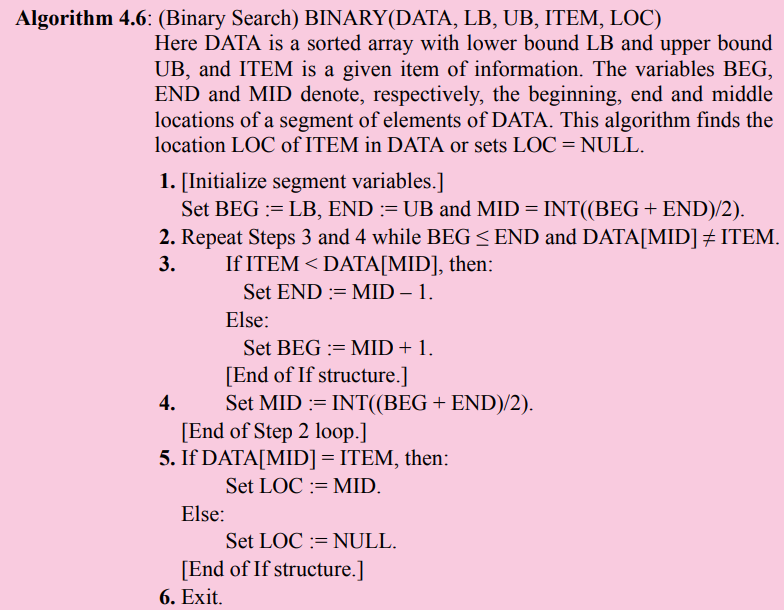 Algorithm 4.6: (Binary Search) BINARY(DATA, LB, UB, ITEM, LOC)
Here DATA is a sorted array with lower bound LB and upper bound
UB, and ITEM is a given item of information. The variables BEG,
END and MID denote, respectively, the beginning, end and middle
locations of a segment of elements of DATA. This algorithm finds the
location LOC of ITEM in DATA or sets LOC = NULL.
1. [Initialize segment variables.]
Set BEG := LB, END := UB and MID = INT((BEG + END)/2).
2. Repeat Steps 3 and 4 while BEG ≤ END and DATA[MID] ≠ ITEM.
3. If ITEM < DATA[MID], then:
Set END := MID – 1.
Else:
Set BEG := MID + 1.
[End of If structure.]
4. Set MID := INT((BEG + END)/2).
[End of Step 2 loop.]
5. If DATA[MID] = ITEM, then:
Set LOC := MID.
Else:
Set LOC := NULL.
[End of If structure.]
6. Exit.